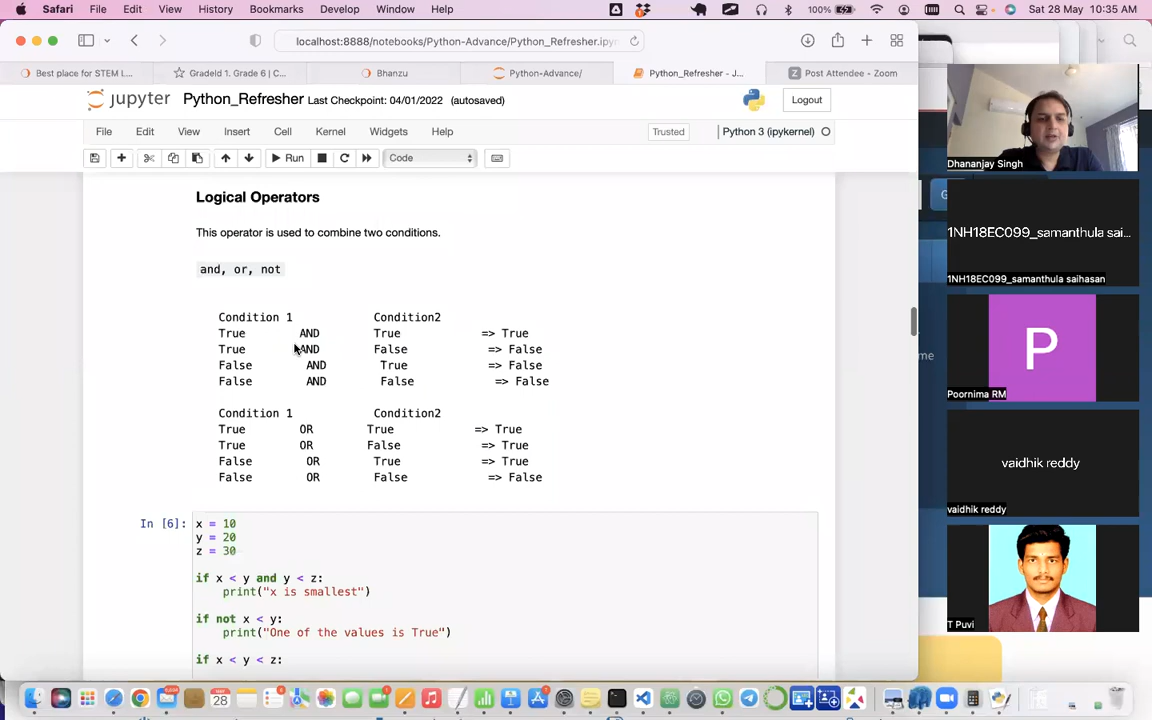 Safari File Edit View History Bookmarks Develop Window Help 100% Sat 28 May 10:35 AM
localhost:8888/notebooks/Python-Advance/Python_Refresher.ipyn
Best place for STEM l... GradeId 1. Grade 6 | C... Bhanzu Python-Advance/ Python_Refresher - J... Post Attendee - Zoom
jupyter Python_Refresher Last Checkpoint: 04/01/2022 (autosaved) Logout
File Edit View Insert Cell Kernel Widgets Help Trusted Python 3 (ipykernel)
Run Code
Logical Operators
This operator is used to combine two conditions.
and, or, not
Condition 1 Condition2
True AND True => True
True AND False => False
False AND True => False
False AND False => False
Condition 1 Condition2
True OR True => True
True OR False => True
False OR True => True
False OR False => False
In [6]: x = 10
y = 20
z = 30
if x < y and y < z:
print("x is smallest")
if not x < y:
print("One of the values is True")
if x < y < z:
Dhananjay Singh
1NH18EC099_samanthula sai...
1NH18EC099_samanthula saihasan
P
Poornima RM
vaidhik reddy
vaidhik reddy
T Puvi
me
28